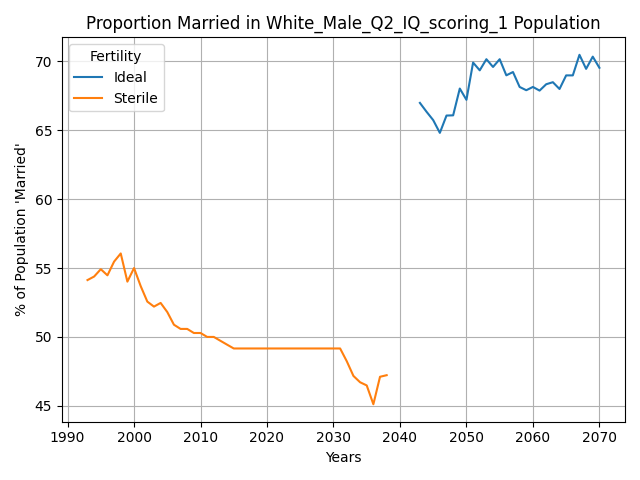 Proportion Married in White_Male_Q2_IQ_scoring_1 Population
Fertility
Ideal
Sterile
% of Population 'Married'
70
65
60
55
50
45
1990 2000 2010 2020 2030 2040 2050 2060 2070
Years